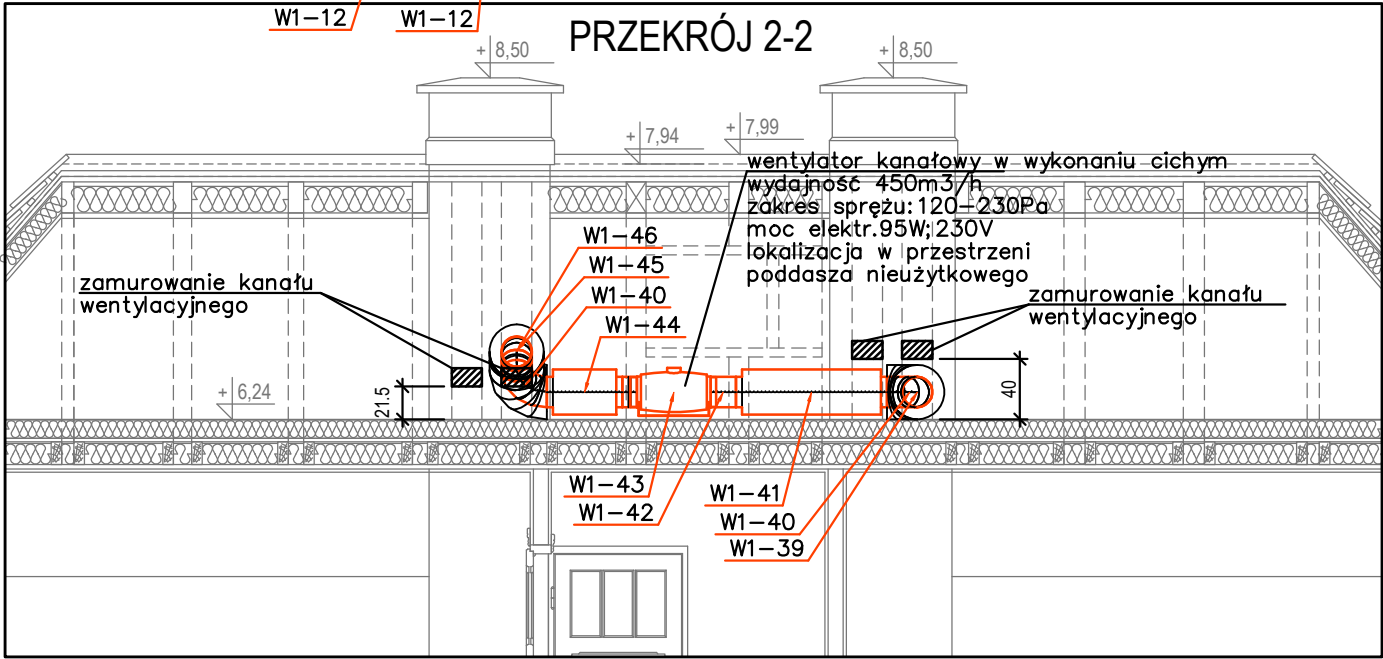 W1-12 W1-12
PRZEKRÓJ 2-2
+ 8,50
+ 8,50
+ 7,94
+ 7,99
wentylator kanałowy w wykonaniu cichym
wydajność 450m3/h
zakres sprężu: 120-230Pa
moc elektr.95W;230V
lokalizacja w przestrzeni
poddasza nieużytkowego
W1-46
W1-45
W1-40
W1-44
zamurowanie kanału
wentylacyjnego
zamurowanie kanału
wentylacyjnego
+ 6,24
21.5
40
W1-43
W1-42
W1-41
W1-40
W1-39